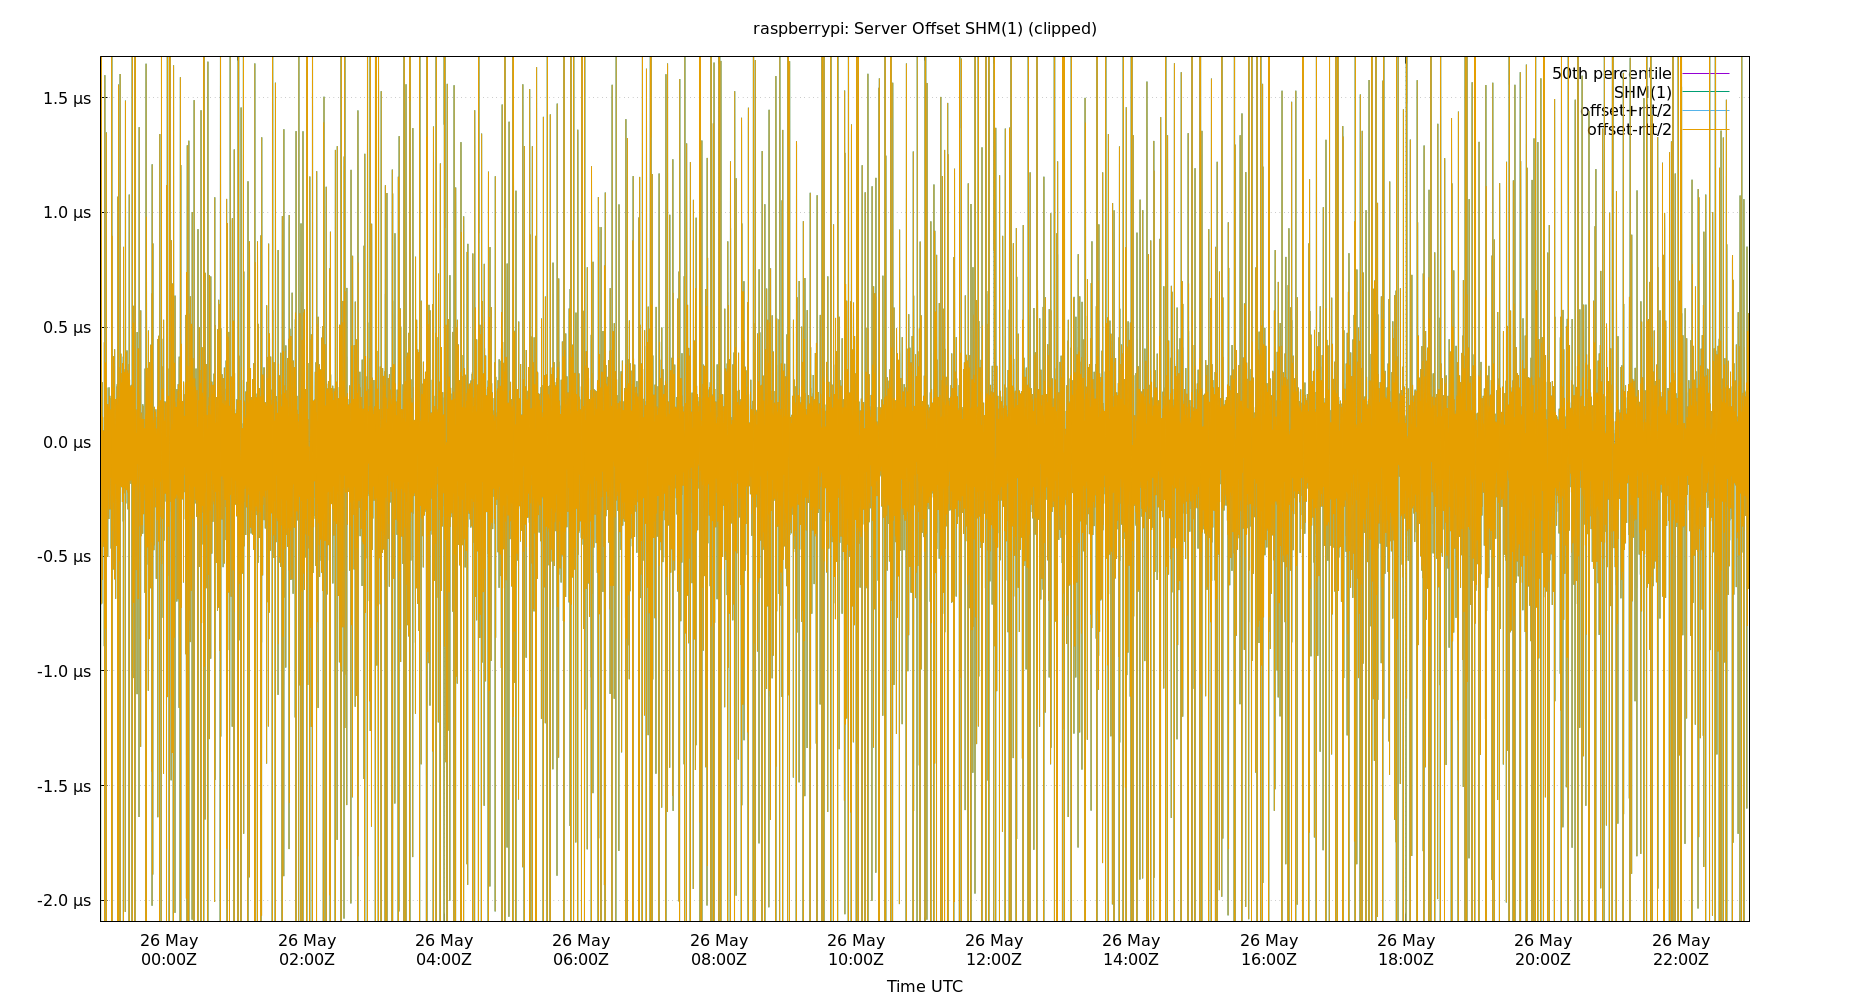 raspberrypi: Server Offset SHM(1) (clipped)
50th percentile
SHM(1)
offset+rtt/2
offset-rtt/2
1.5 µs
1.0 µs
0.5 µs
0.0 µs
-0.5 µs
-1.0 µs
-1.5 µs
-2.0 µs
26 May 26 May 26 May 26 May 26 May 26 May 26 May 26 May 26 May 26 May 26 May 26 May
00:00Z 02:00Z 04:00Z 06:00Z 08:00Z 10:00Z 12:00Z 14:00Z 16:00Z 18:00Z 20:00Z 22:00Z
Time UTC